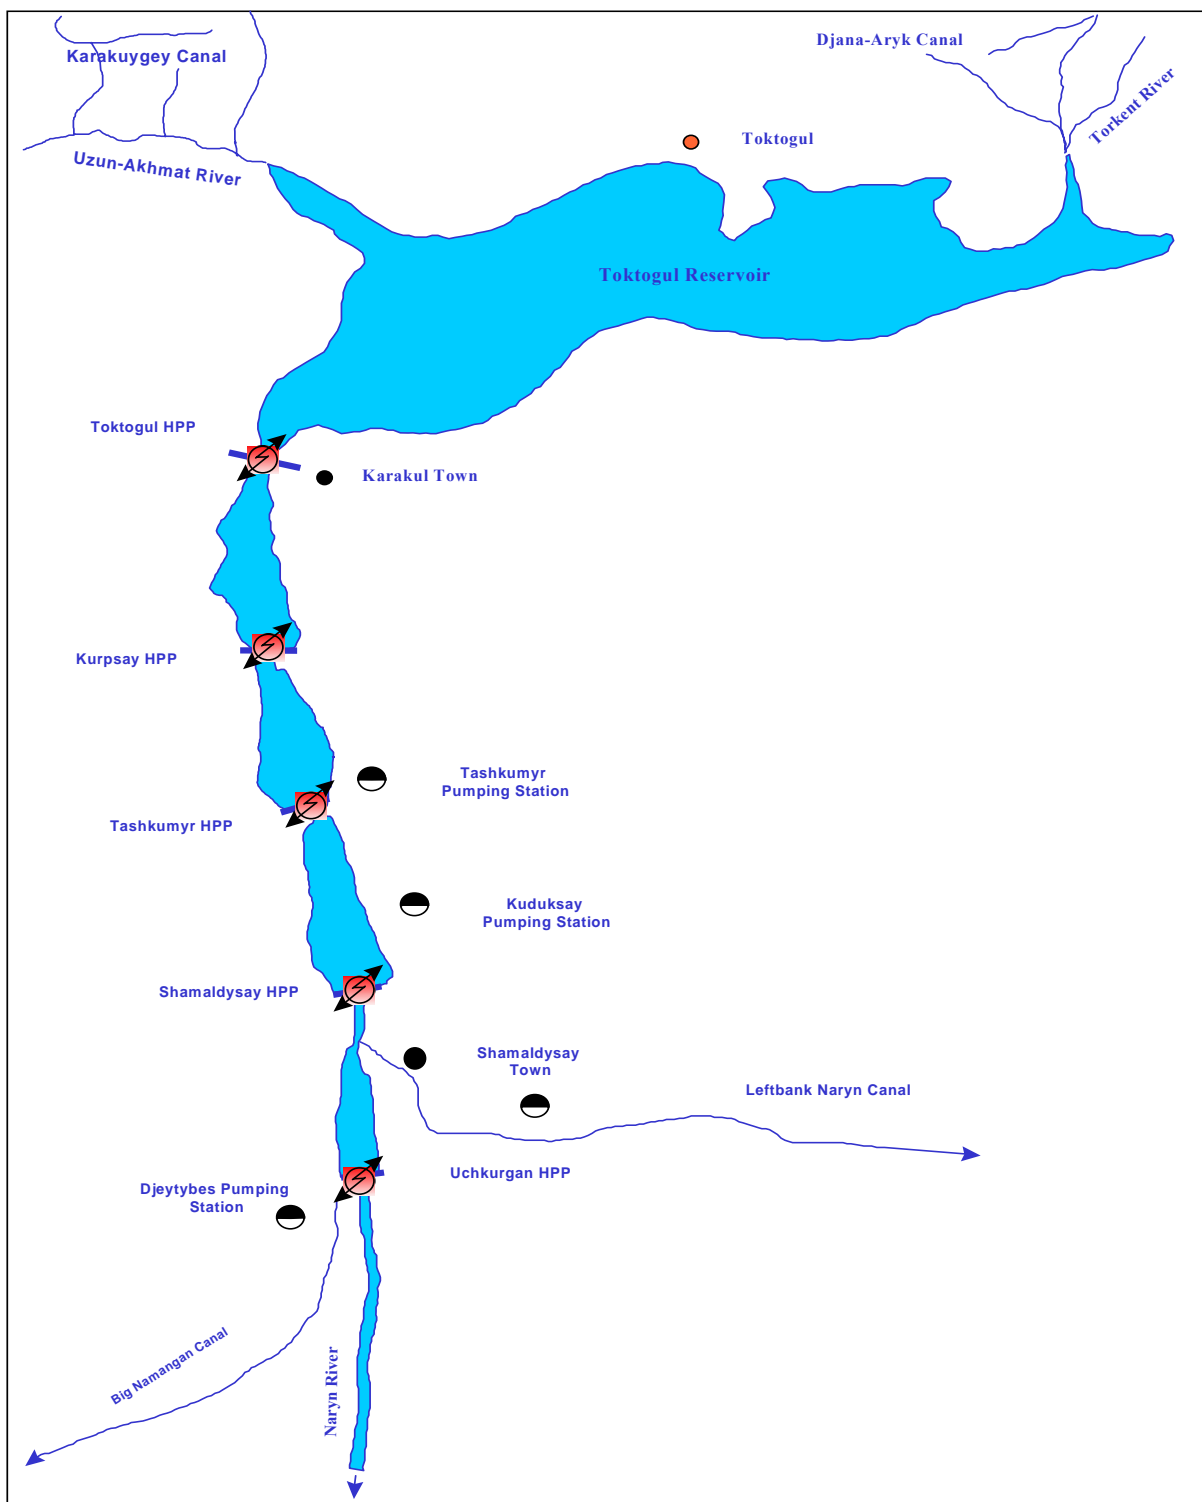 Djana-Aryk Canal
Karakuygey Canal
Torkent River
Toktogul
Uzun-Akhmat River
Toktogul Reservoir
Toktogul HPP
Karakul Town
Kurpsay HPP
Tashkumyr
Pumping Station
Tashkumyr HPP
Kuduksay
Pumping Station
Shamaldysay HPP
Shamaldysay
Town
Leftbank Naryn Canal
Uchkurgan HPP
Djeytybes Pumping
Station
Big Namangan Canal
Naryn River